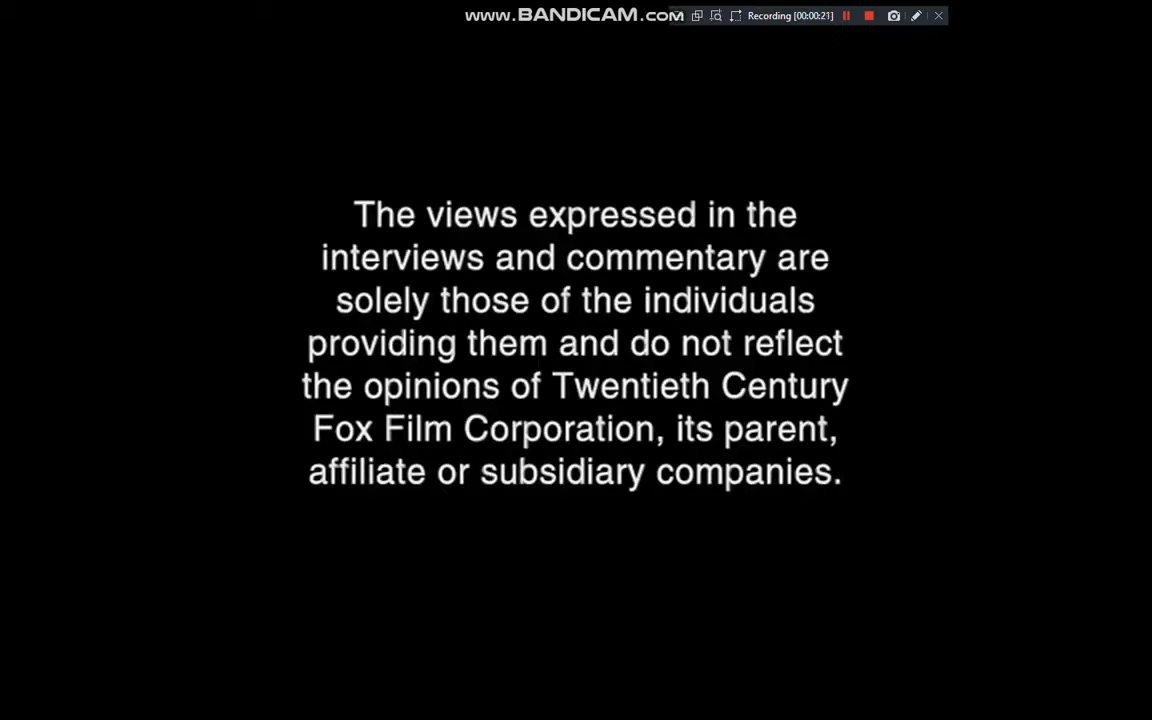 www.BANDICAM.com Recording [00:00:21]
The views expressed in the
interviews and commentary are
solely those of the individuals
providing them and do not reflect
the opinions of Twentieth Century
Fox Film Corporation, its parent,
affiliate or subsidiary companies.